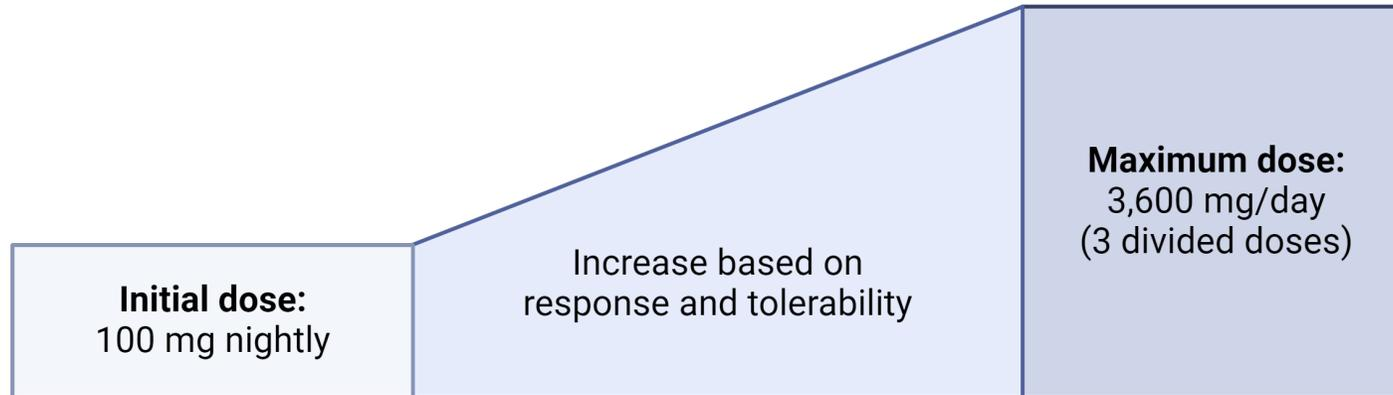 Initial dose:
100 mg nightly
Increase based on
response and tolerability
Maximum dose:
3,600 mg/day
(3 divided doses)